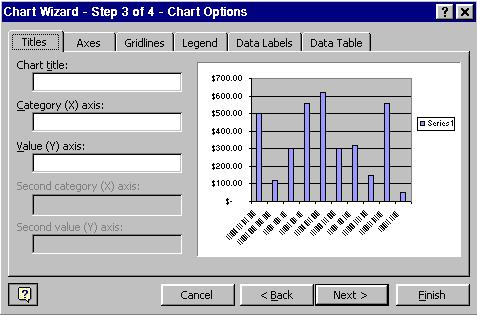 Chart Wizard - Step 3 of 4 - Chart Options
Titles Axes Gridlines Legend Data Labels Data Table
Chart title:
Category (X) axis:
Value (Y) axis:
Second category (X) axis:
Second value (Y) axis:
$700.00
$600.00
$500.00
$400.00
$300.00
$200.00
$100.00
$-
Series1
Cancel < Back Next > Finish